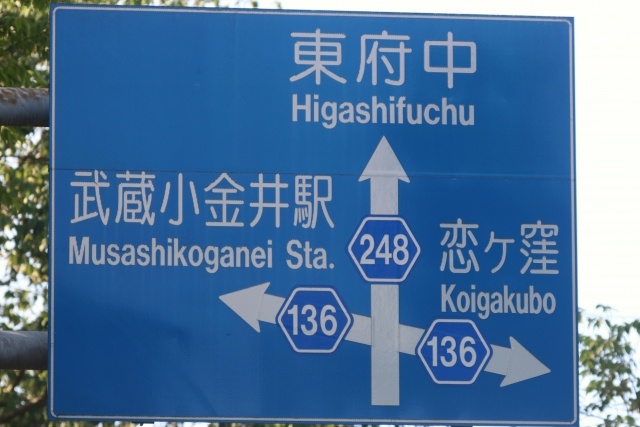 東府中
Higashifuchu
武蔵小金井駅
Musashikoganei Sta.
248
恋ヶ窪
Koigakubo
136
136